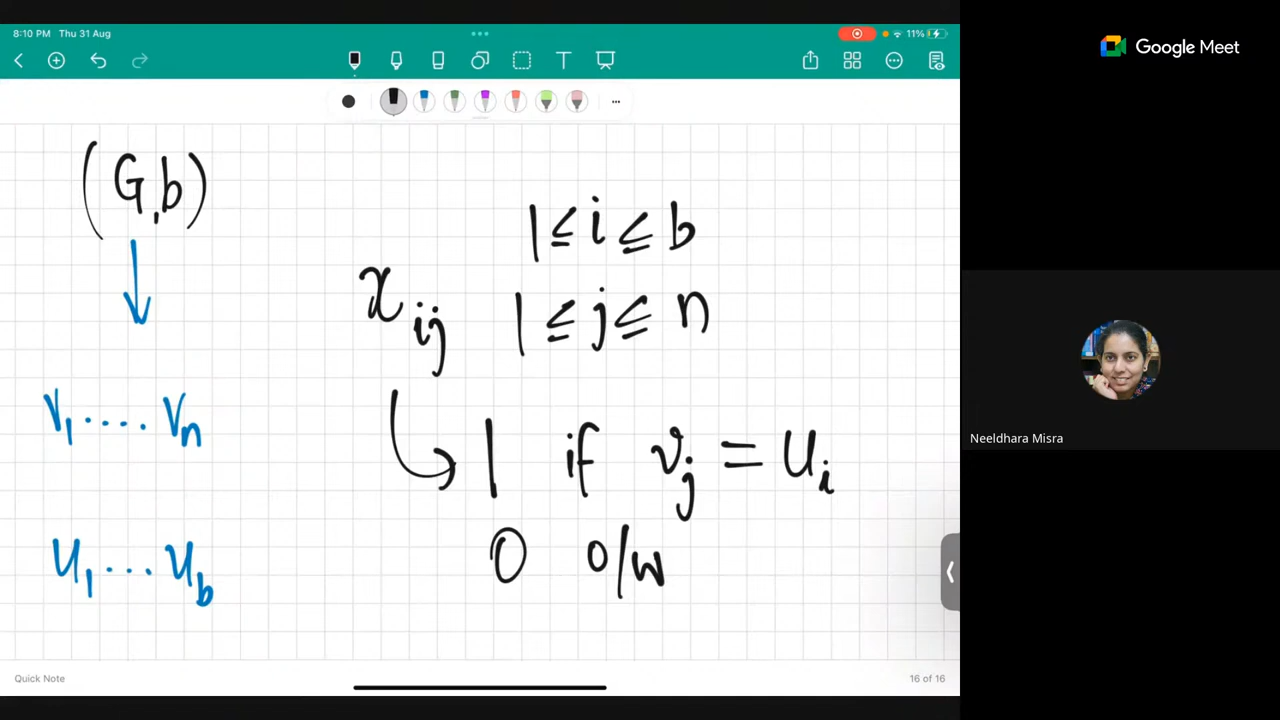 8:10 PM Thu 31 Aug
11%
Google Meet
T
(G,b)
1 ≤ i ≤ b
x_ij
1 ≤ j ≤ n
v_1 .... v_n
1 if v_j = u_i
u_1 ... u_b
0 o/w
Neeldhara Misra
Quick Note
16 of 16